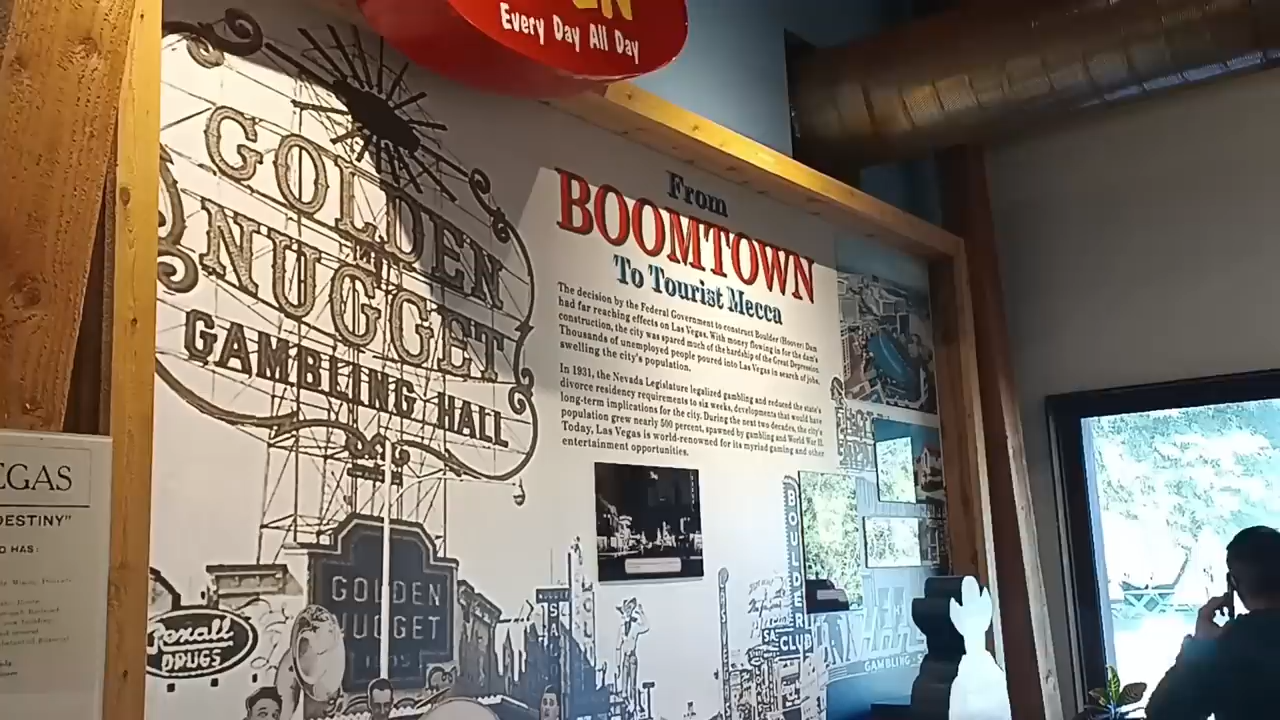 EN
Every Day All Day
GOLDEN
NUGGET
GAMBLING HALL
From
BOOMTOWN
To Tourist Mecca
The decision by the Federal Government to construct Boulder (Hoover) Dam
had far reaching effects on Las Vegas. With money flowing in for the dam's
construction, the city was spared much of the hardship of the Great Depression.
Thousands of unemployed people poured into Las Vegas in search of jobs,
swelling the city's population.
In 1931, the Nevada Legislature legalized gambling and reduced the state's
divorce residency requirements to six weeks, developments that would have
long-term implications for the city. During the next two decades, the city's
population grew nearly 500 percent, spawned by gambling and World War II.
Today, Las Vegas is world-renowned for its myriad gaming and other
entertainment opportunities.
EGAS
DESTINY"
D HAS:
GOLDEN
NUGGET
1905
Rexall
DRUGS
BOULDER
CLUB
GAMBLING